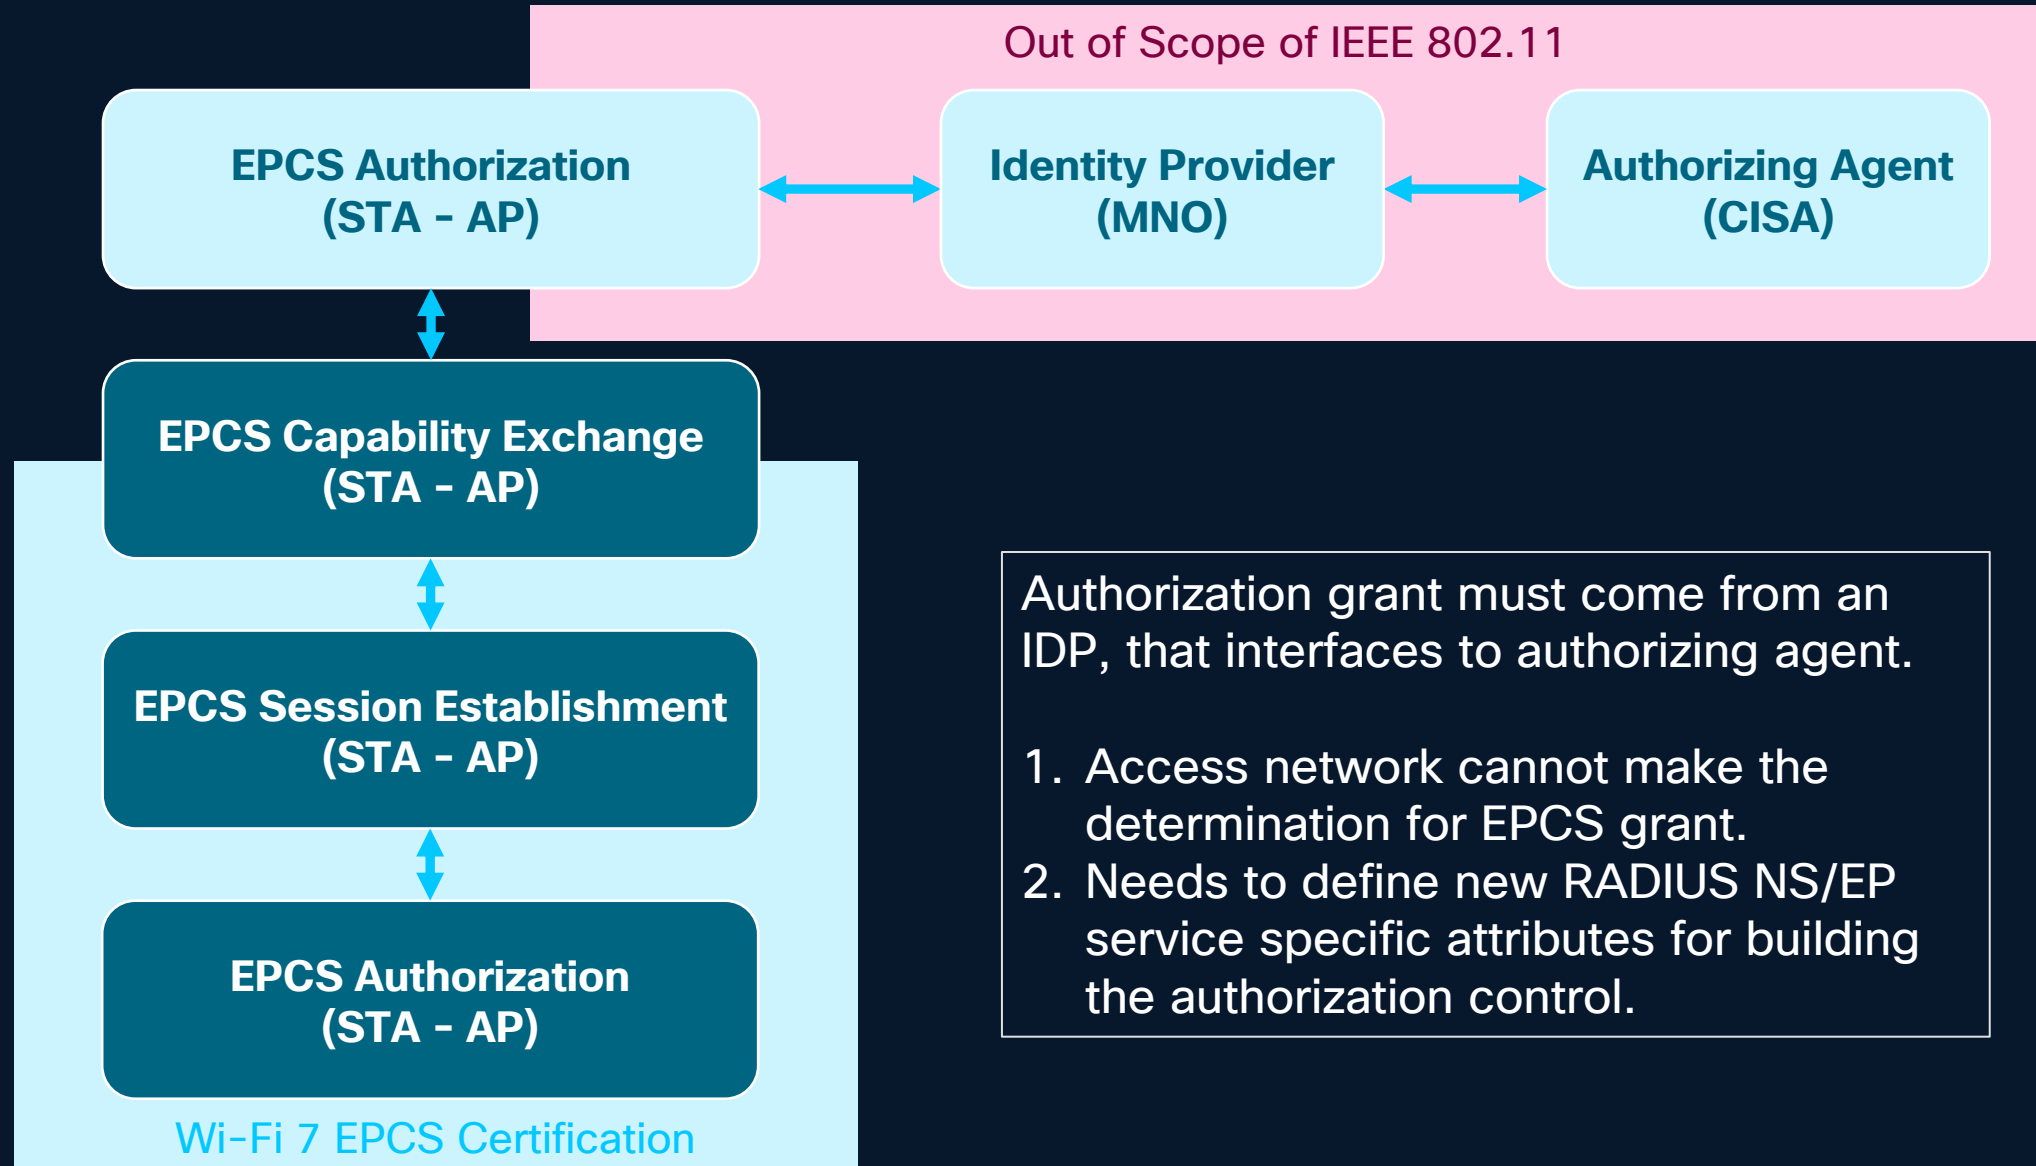 Out of Scope of IEEE 802.11
EPCS Authorization
(STA - AP)
Identity Provider
(MNO)
Authorizing Agent
(CISA)
EPCS Capability Exchange
(STA - AP)
EPCS Session Establishment
(STA - AP)
EPCS Authorization
(STA - AP)
Wi-Fi 7 EPCS Certification
Authorization grant must come from an
IDP, that interfaces to authorizing agent.
1. Access network cannot make the
determination for EPCS grant.
2. Needs to define new RADIUS NS/EP
service specific attributes for building
the authorization control.